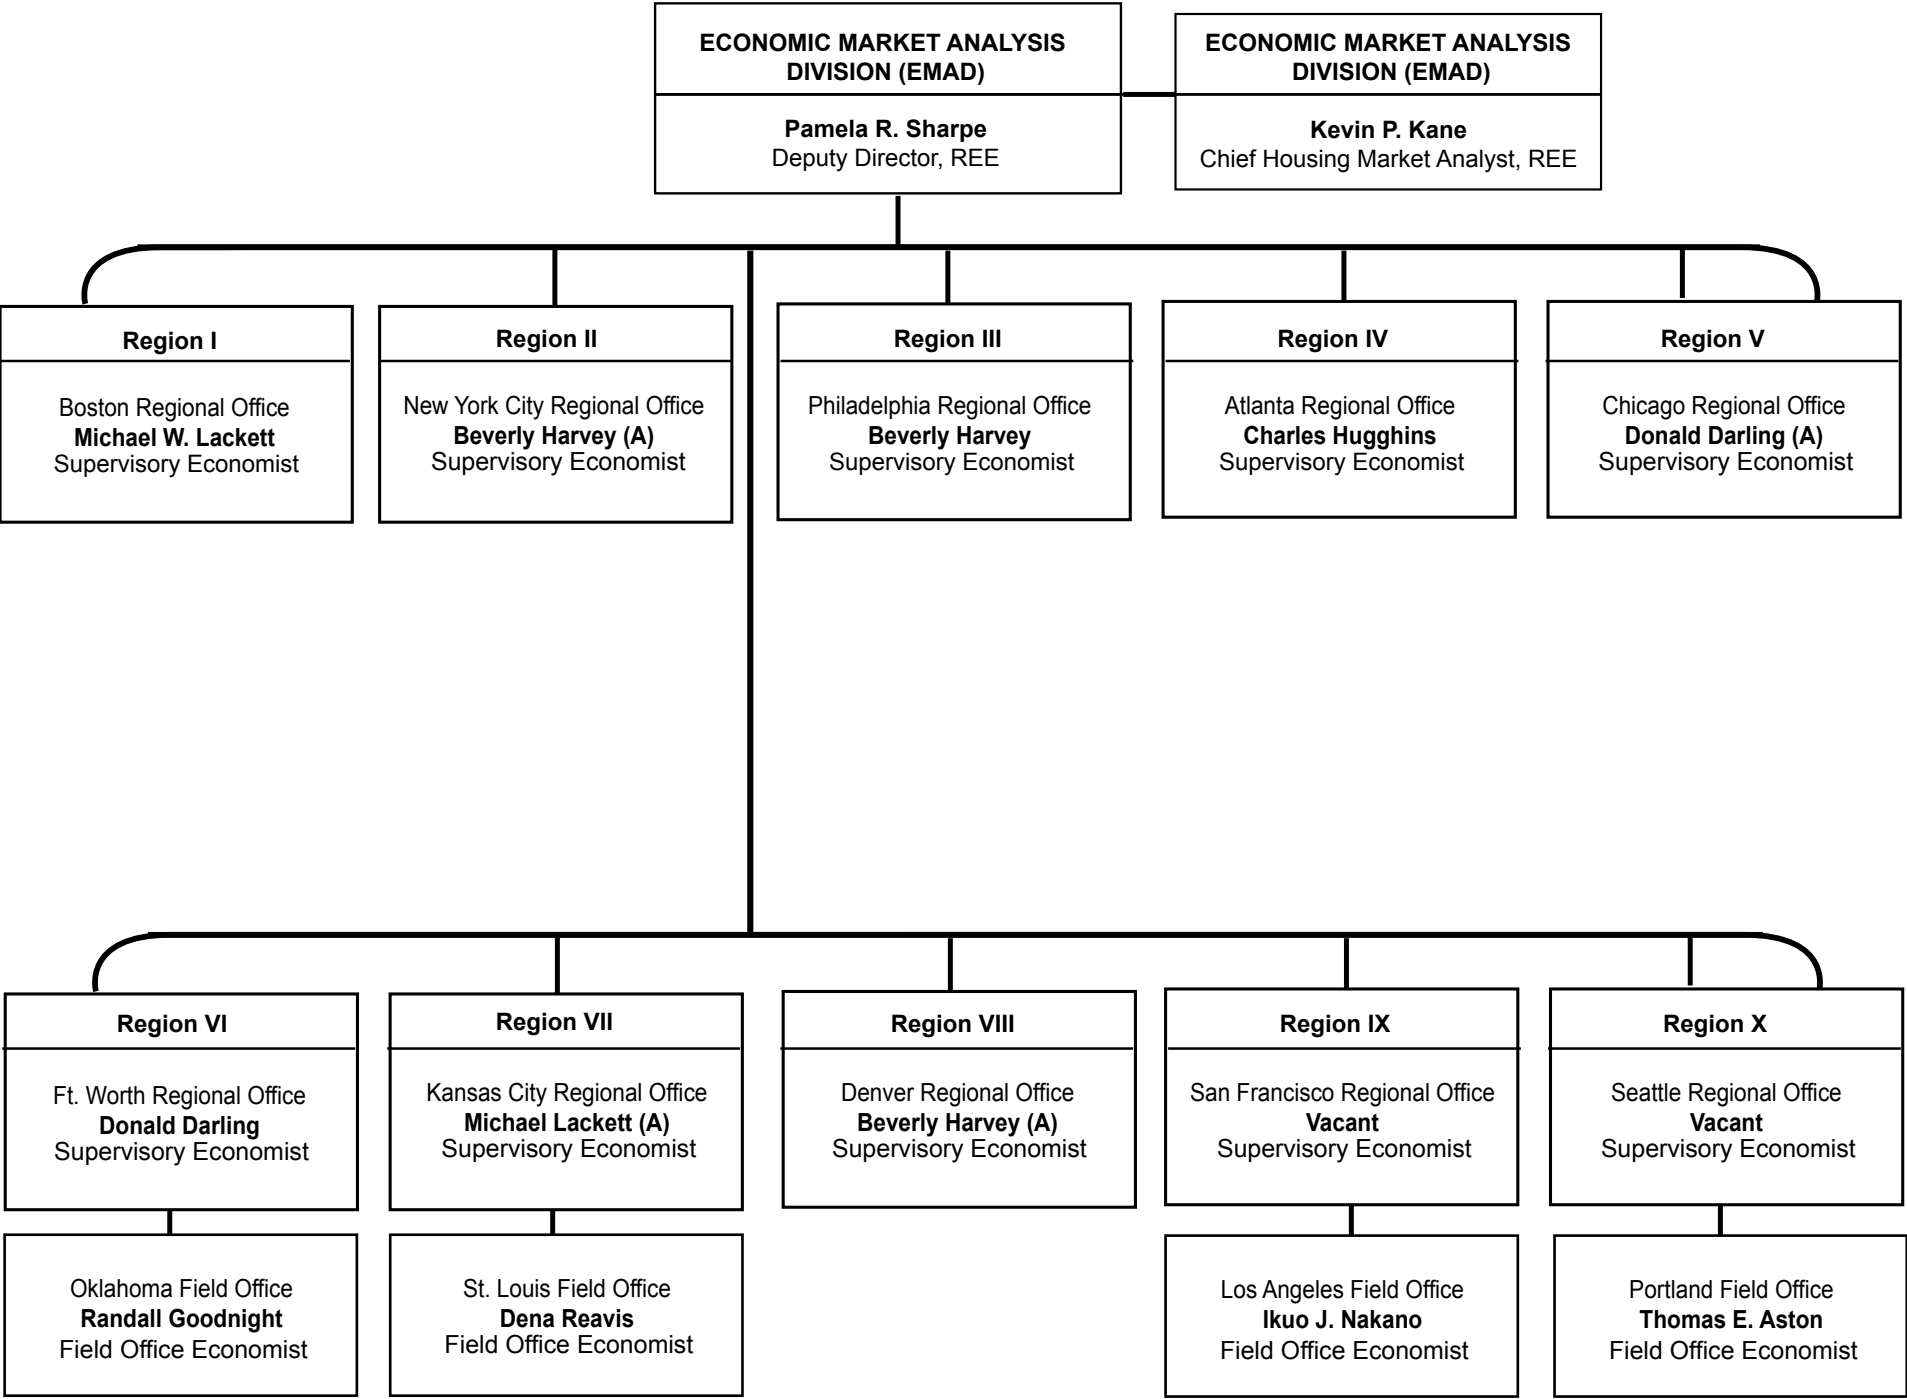 ECONOMIC MARKET ANALYSIS
DIVISION (EMAD)
Pamela R. Sharpe
Deputy Director, REE
ECONOMIC MARKET ANALYSIS
DIVISION (EMAD)
Kevin P. Kane
Chief Housing Market Analyst, REE
Region I
Boston Regional Office
Michael W. Lackett
Supervisory Economist
Region II
New York City Regional Office
Beverly Harvey (A)
Supervisory Economist
Region III
Philadelphia Regional Office
Beverly Harvey
Supervisory Economist
Region IV
Atlanta Regional Office
Charles Hugghins
Supervisory Economist
Region V
Chicago Regional Office
Donald Darling (A)
Supervisory Economist
Region VI
Ft. Worth Regional Office
Donald Darling
Supervisory Economist
Region VII
Kansas City Regional Office
Michael Lackett (A)
Supervisory Economist
Region VIII
Denver Regional Office
Beverly Harvey (A)
Supervisory Economist
Region IX
San Francisco Regional Office
Vacant
Supervisory Economist
Region X
Seattle Regional Office
Vacant
Supervisory Economist
Oklahoma Field Office
Randall Goodnight
Field Office Economist
St. Louis Field Office
Dena Reavis
Field Office Economist
Los Angeles Field Office
Ikuo J. Nakano
Field Office Economist
Portland Field Office
Thomas E. Aston
Field Office Economist